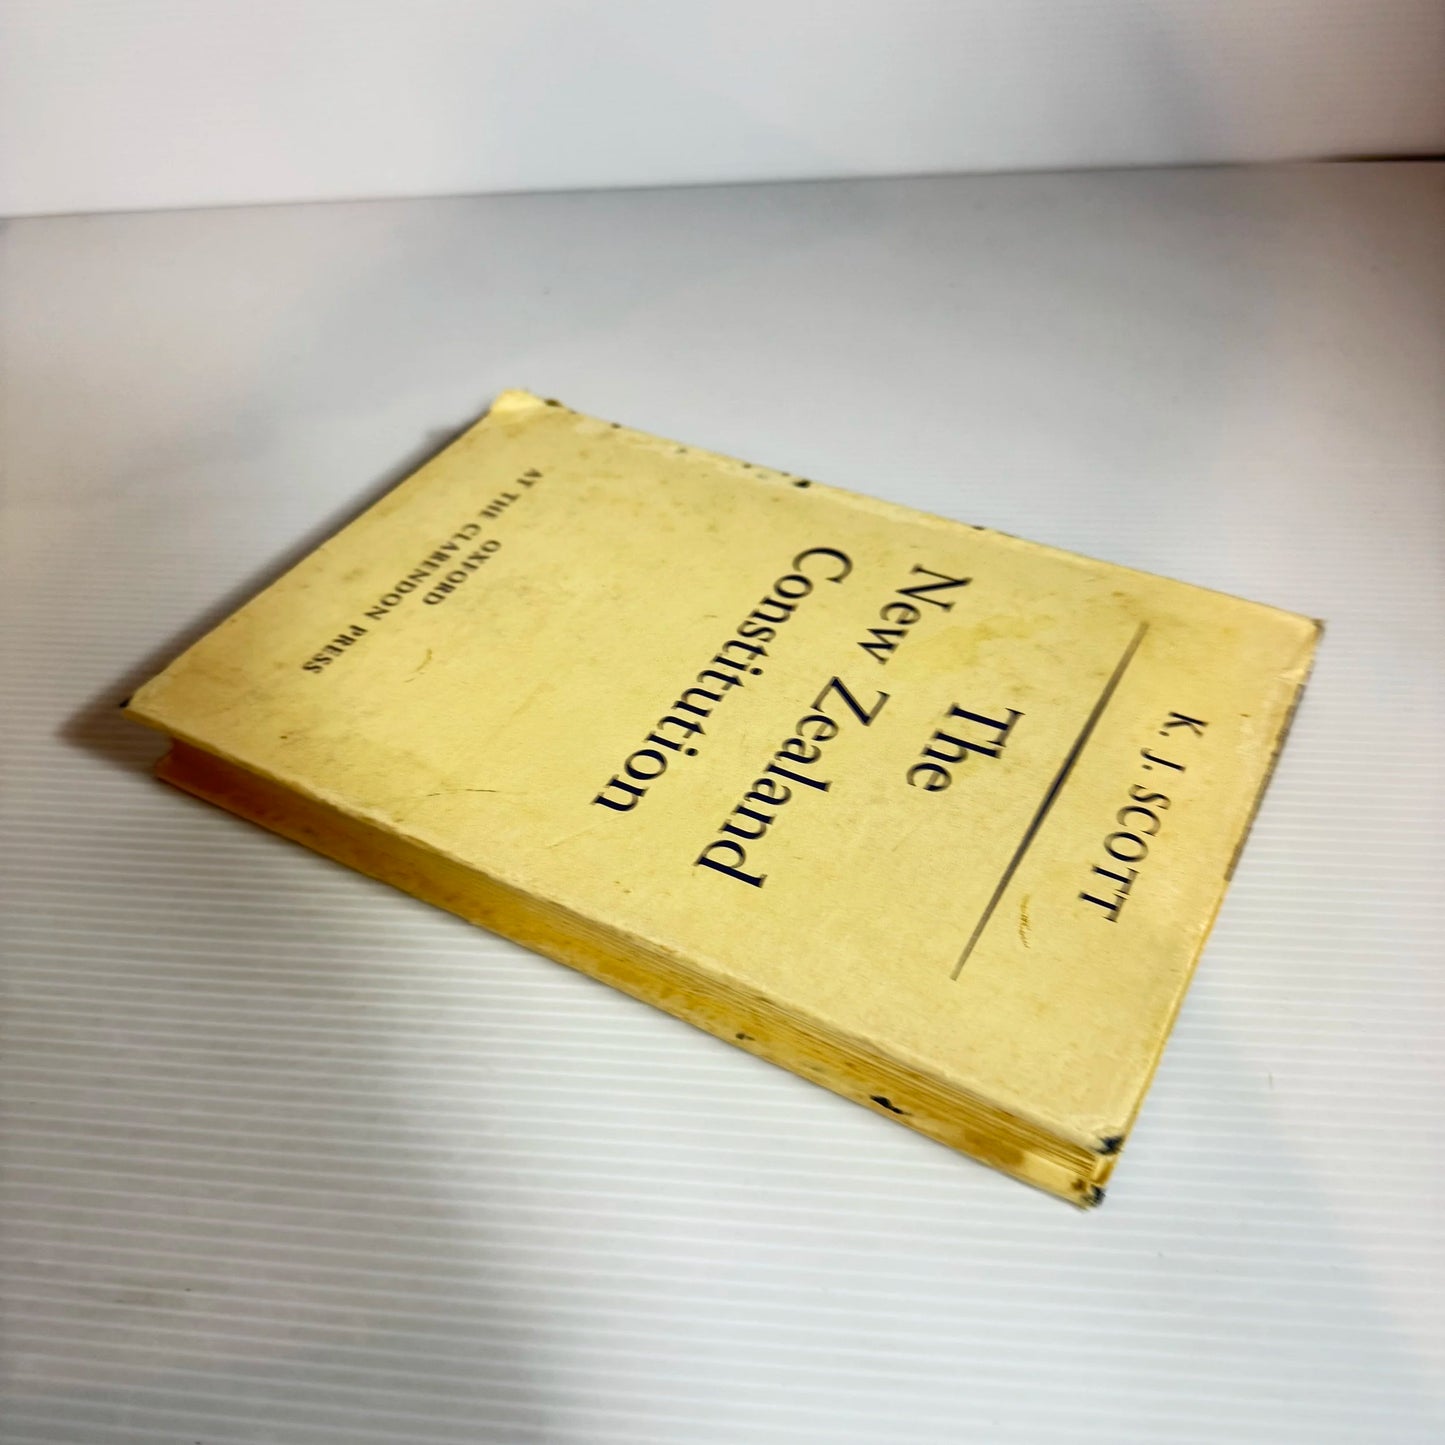 K. J. SCOTT
The
New Zealand
Constitution
OXFORD
AT THE CLARENDON PRESS